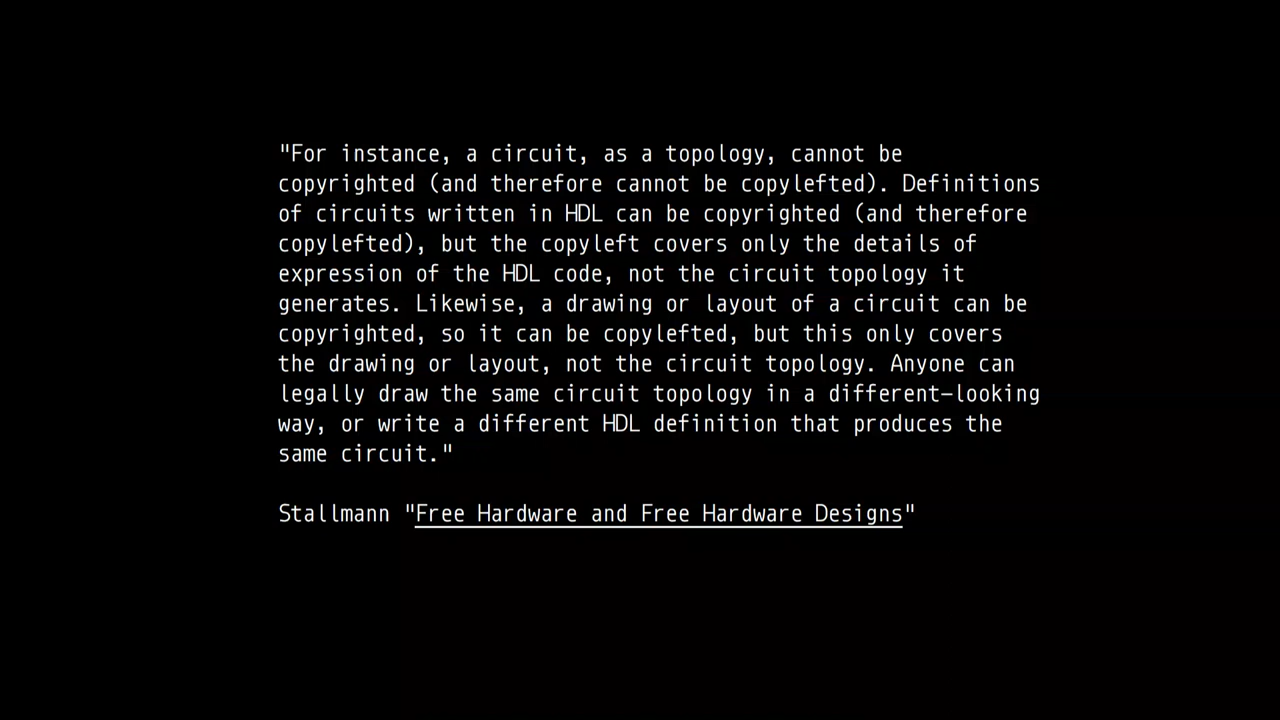 "For instance, a circuit, as a topology, cannot be
copyrighted (and therefore cannot be copylefted). Definitions
of circuits written in HDL can be copyrighted (and therefore
copylefted), but the copyleft covers only the details of
expression of the HDL code, not the circuit topology it
generates. Likewise, a drawing or layout of a circuit can be
copyrighted, so it can be copylefted, but this only covers
the drawing or layout, not the circuit topology. Anyone can
legally draw the same circuit topology in a different-looking
way, or write a different HDL definition that produces the
same circuit."
Stallmann "Free Hardware and Free Hardware Designs"